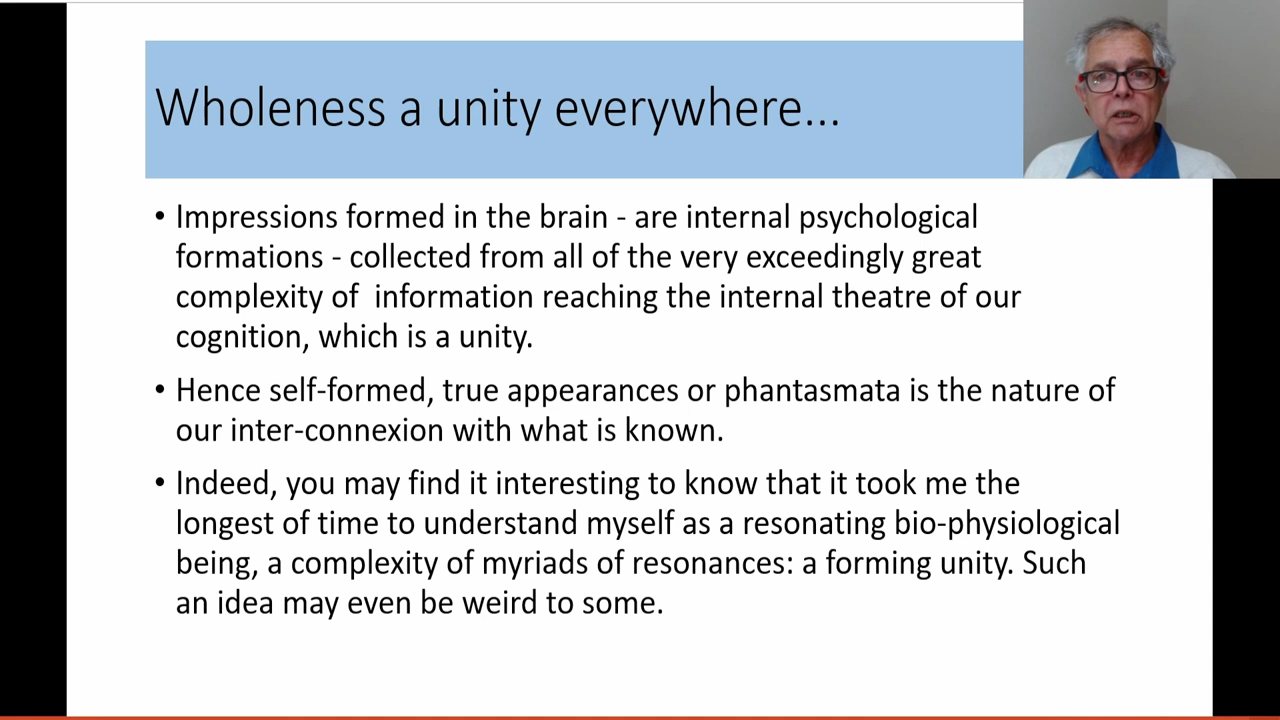 Wholeness a unity everywhere...
• Impressions formed in the brain - are internal psychological
formations - collected from all of the very exceedingly great
complexity of  information reaching the internal theatre of our
cognition, which is a unity.
• Hence self-formed, true appearances or phantasmata is the nature of
our inter-connexion with what is known.
• Indeed, you may find it interesting to know that it took me the
longest of time to understand myself as a resonating bio-physiological
being, a complexity of myriads of resonances: a forming unity. Such
an idea may even be weird to some.